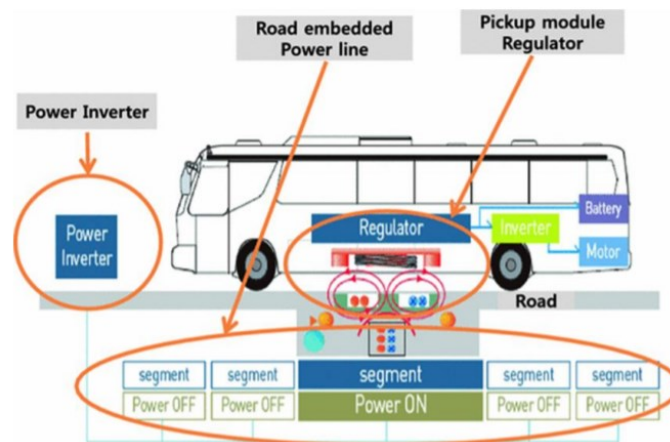 Road embedded
Power line
Pickup module
Regulator
Power Inverter
Power
Inverter
Regulator
Inverter
Battery
Motor
Road
segment
segment
segment
segment
segment
Power OFF
Power OFF
Power ON
Power OFF
Power OFF